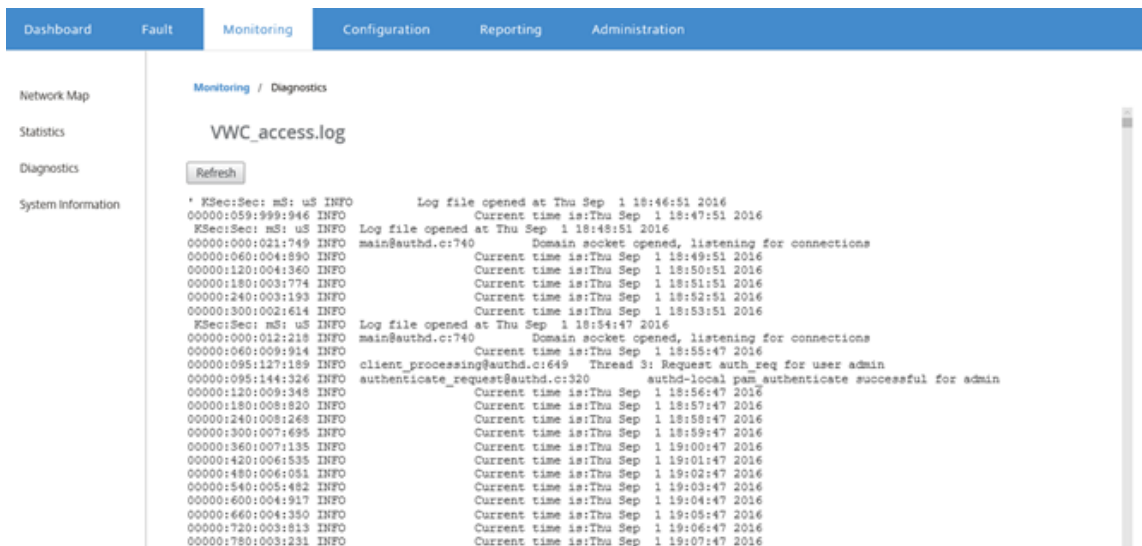 Dashboard Fault Monitoring Configuration Reporting Administration
Network Map
Statistics
Diagnostics
System Information
Monitoring / Diagnostics
VWC_access.log
Refresh
' KSec:Sec: mS: uS INFO Log file opened at Thu Sep 1 18:46:51 2016
00000:059:999:946 INFO Current time is:Thu Sep 1 18:47:51 2016
KSec:Sec: mS: uS INFO Log file opened at Thu Sep 1 18:48:51 2016
00000:000:021:749 INFO main@authd.c:740 Domain socket opened, listening for connections
00000:060:004:890 INFO Current time is:Thu Sep 1 18:49:51 2016
00000:120:004:360 INFO Current time is:Thu Sep 1 18:50:51 2016
00000:180:003:774 INFO Current time is:Thu Sep 1 18:51:51 2016
00000:240:003:193 INFO Current time is:Thu Sep 1 18:52:51 2016
00000:300:002:614 INFO Current time is:Thu Sep 1 18:53:51 2016
KSec:Sec: mS: uS INFO Log file opened at Thu Sep 1 18:54:47 2016
00000:000:012:218 INFO main@authd.c:740 Domain socket opened, listening for connections
00000:060:009:914 INFO Current time is:Thu Sep 1 18:55:47 2016
00000:095:127:189 INFO client_processing@authd.c:649 Thread 3: Request auth_req for user admin
00000:095:144:326 INFO authenticate_request@authd.c:320 authd-local pam_authenticate successful for admin
00000:120:009:348 INFO Current time is:Thu Sep 1 18:56:47 2016
00000:180:008:820 INFO Current time is:Thu Sep 1 18:57:47 2016
00000:240:008:268 INFO Current time is:Thu Sep 1 18:58:47 2016
00000:300:007:695 INFO Current time is:Thu Sep 1 18:59:47 2016
00000:360:007:135 INFO Current time is:Thu Sep 1 19:00:47 2016
00000:420:006:535 INFO Current time is:Thu Sep 1 19:01:47 2016
00000:480:006:051 INFO Current time is:Thu Sep 1 19:02:47 2016
00000:540:005:482 INFO Current time is:Thu Sep 1 19:03:47 2016
00000:600:004:917 INFO Current time is:Thu Sep 1 19:04:47 2016
00000:660:004:350 INFO Current time is:Thu Sep 1 19:05:47 2016
00000:720:003:813 INFO Current time is:Thu Sep 1 19:06:47 2016
00000:780:003:231 INFO Current time is:Thu Sep 1 19:07:47 2016